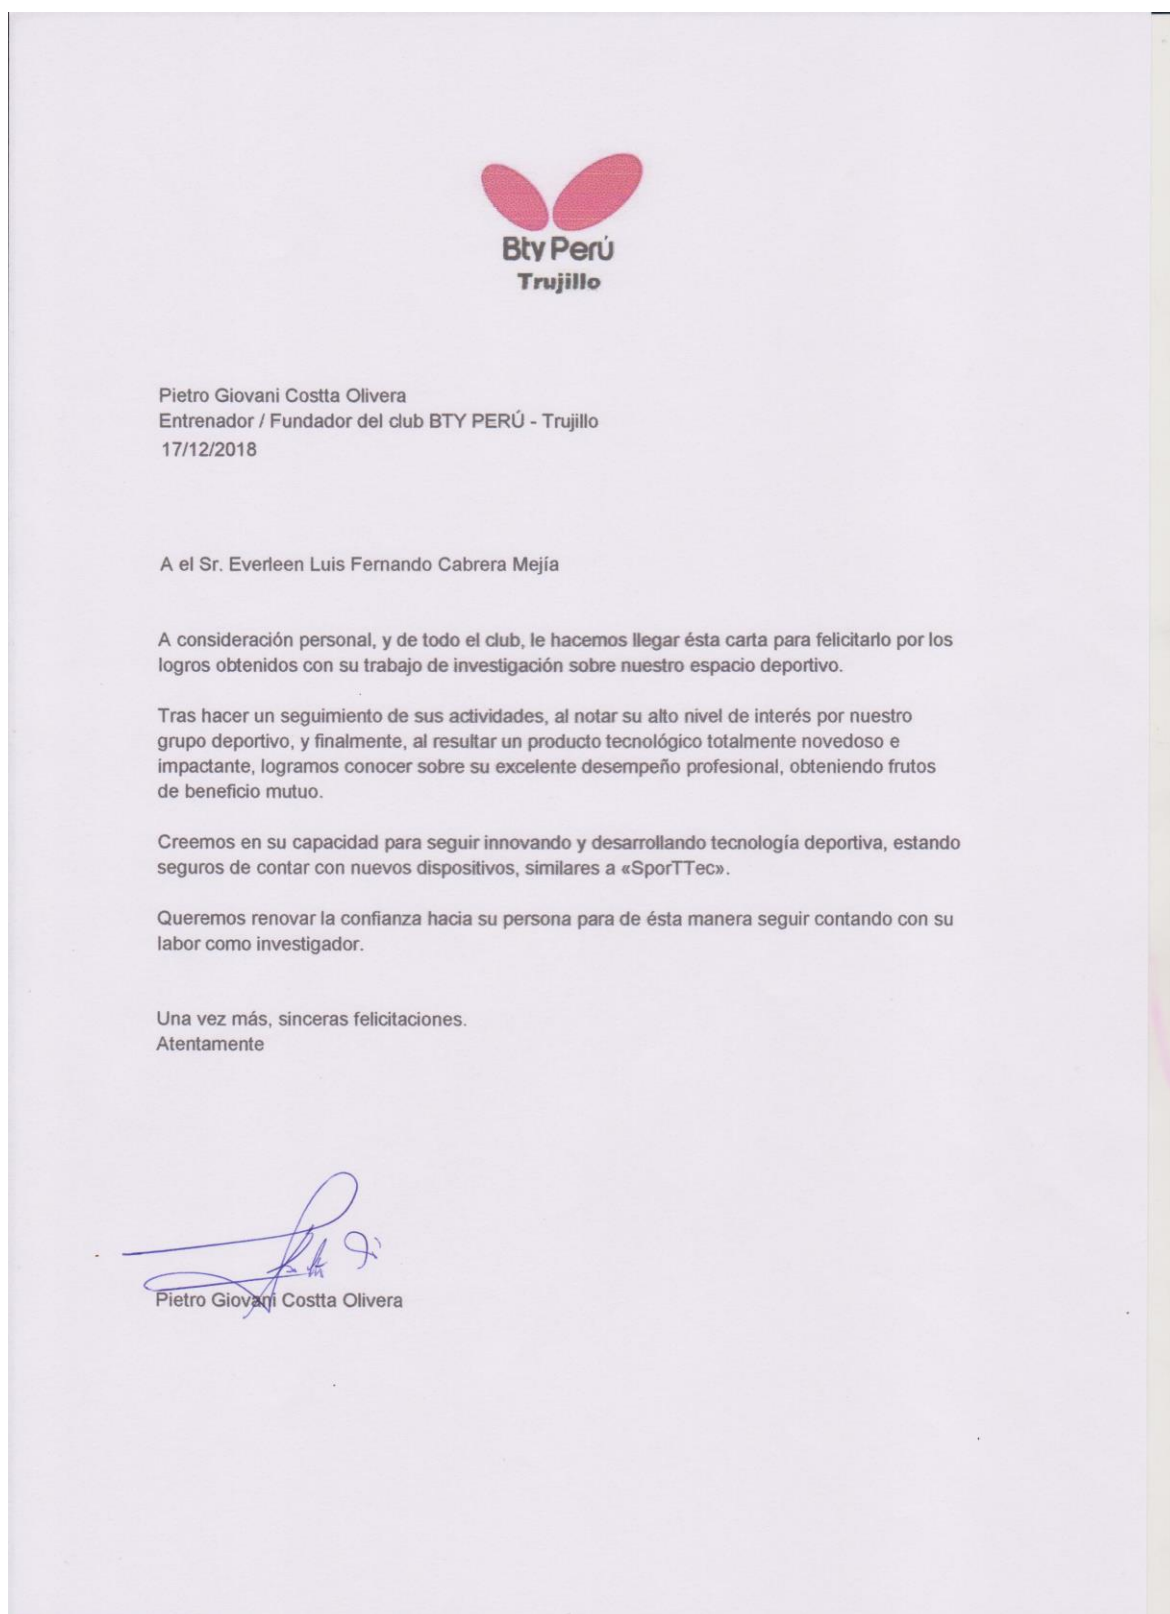 Bty Perú
Trujillo
Pietro Giovani Costta Olivera
Entrenador / Fundador del club BTY PERÚ - Trujillo
17/12/2018
A el Sr. Everleen Luis Fernando Cabrera Mejía
A consideración personal, y de todo el club, le hacemos llegar ésta carta para felicitarlo por los
logros obtenidos con su trabajo de investigación sobre nuestro espacio deportivo.
Tras hacer un seguimiento de sus actividades, al notar su alto nivel de interés por nuestro
grupo deportivo, y finalmente, al resultar un producto tecnológico totalmente novedoso e
impactante, logramos conocer sobre su excelente desempeño profesional, obteniendo frutos
de beneficio mutuo.
Creemos en su capacidad para seguir innovando y desarrollando tecnología deportiva, estando
seguros de contar con nuevos dispositivos, similares a «SporTTec».
Queremos renovar la confianza hacia su persona para de ésta manera seguir contando con su
labor como investigador.
Una vez más, sinceras felicitaciones.
Atentamente
Pietro Giovani Costta Olivera